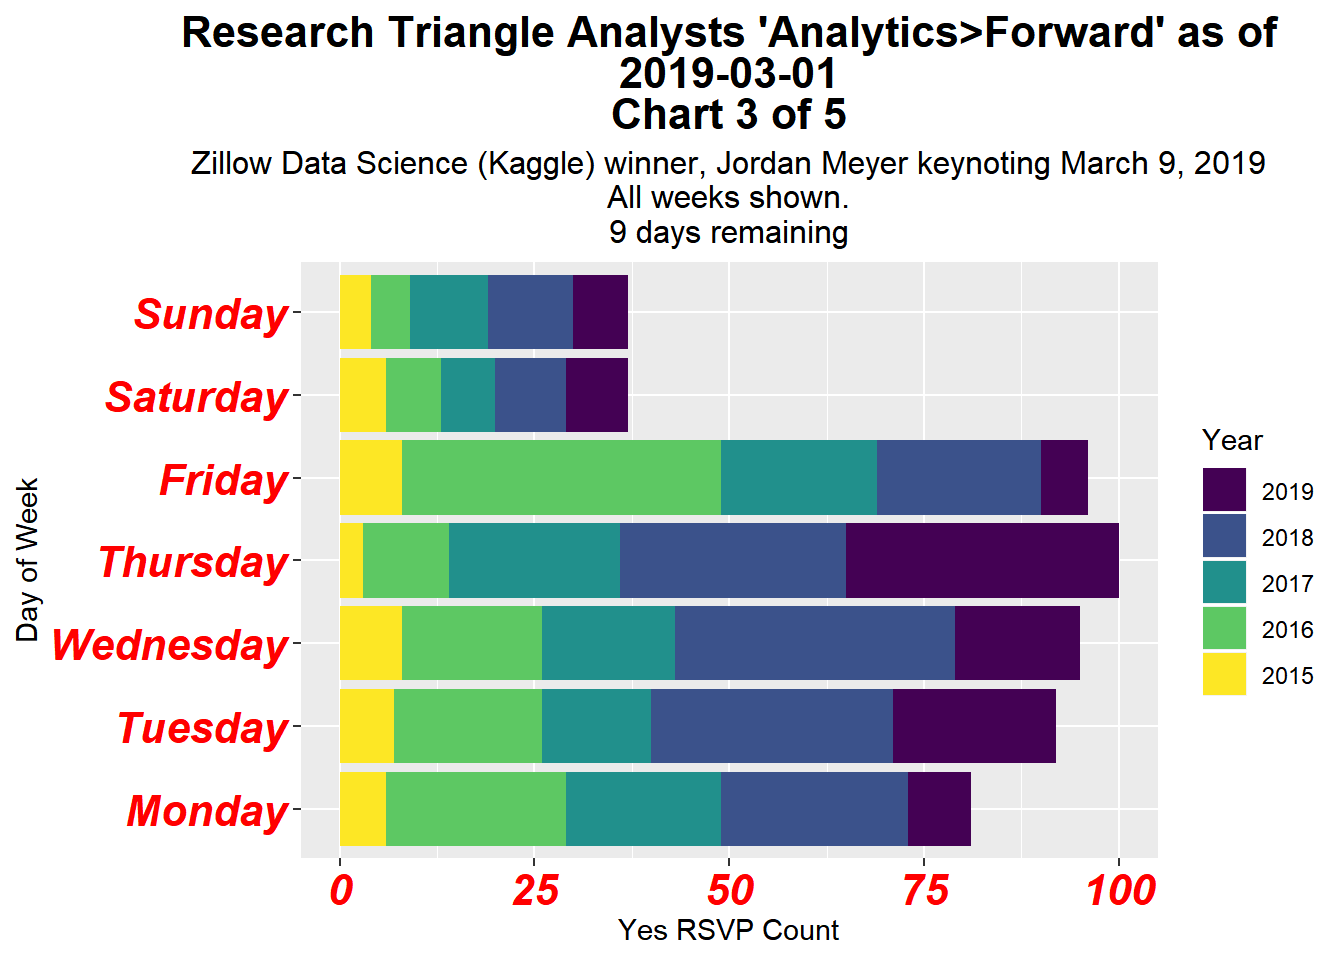 Research Triangle Analysts 'Analytics>Forward' as of
2019-03-01
Chart 3 of 5
Zillow Data Science (Kaggle) winner, Jordan Meyer keynoting March 9, 2019
All weeks shown.
9 days remaining
Day of Week
Sunday
Saturday
Friday
Thursday
Wednesday
Tuesday
Monday
0 25 50 75 100
Yes RSVP Count
Year
2019
2018
2017
2016
2015